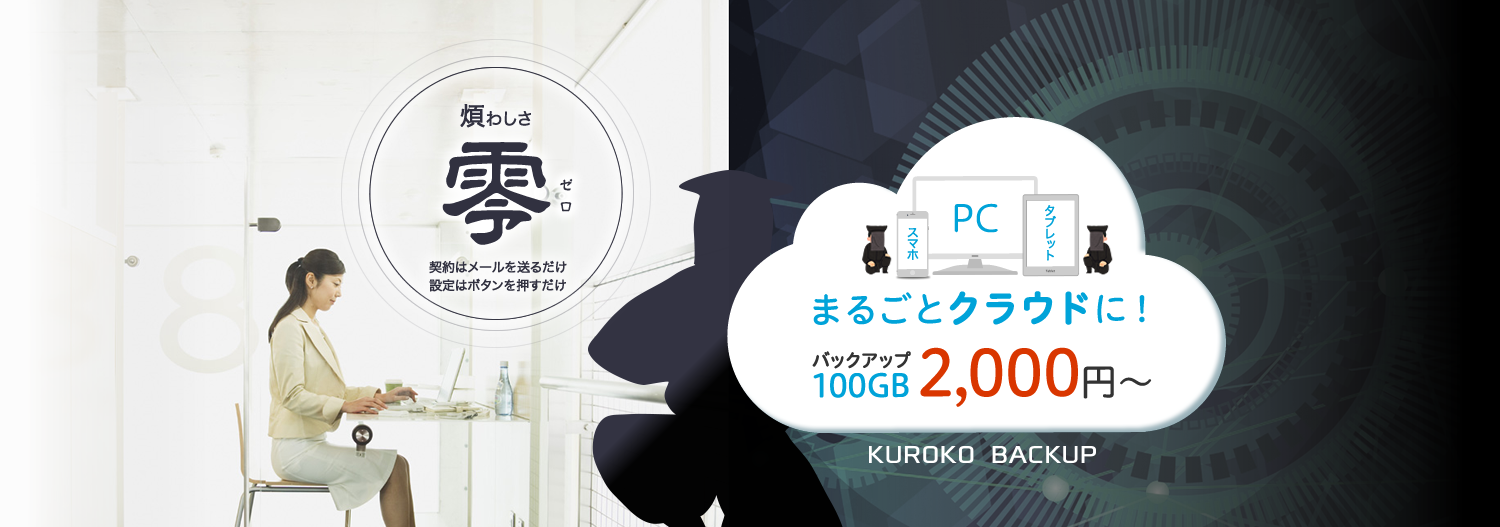 煩わしさ
零
ゼロ
契約はメールを送るだけ
設定はボタンを押すだけ
8
PC
スマホ
タブレット
まるごとクラウドに！
バックアップ
100GB 2,000円〜
KUROKO BACKUP